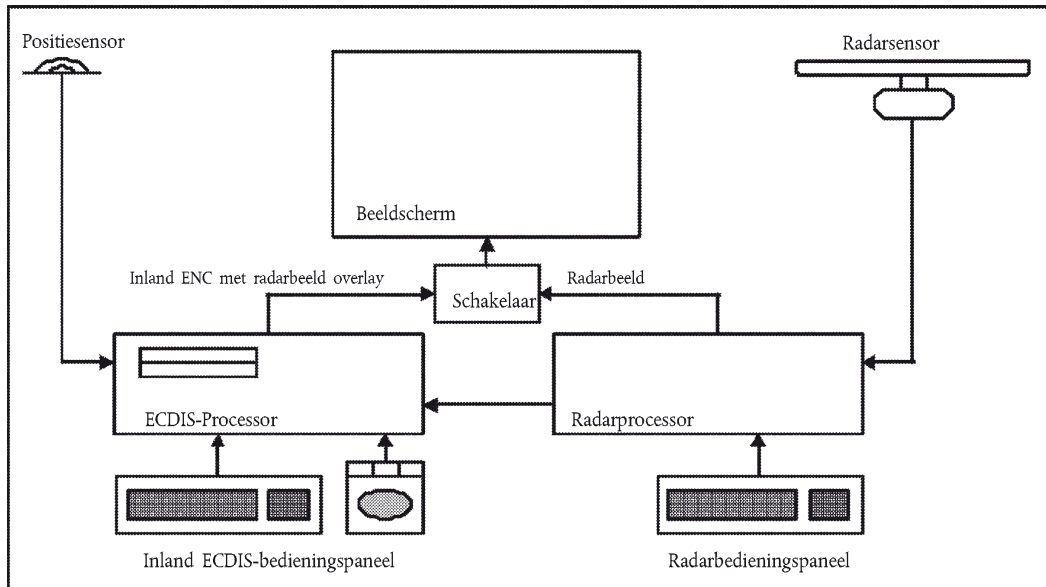 Positiesensor
Radarsensor
Beeldscherm
Inland ENC met radarbeeld overlay
Schakelaar
Radarbeeld
ECDIS-Processor
Radarprocessor
Inland ECDIS-bedieningspaneel
Radarbedieningspaneel